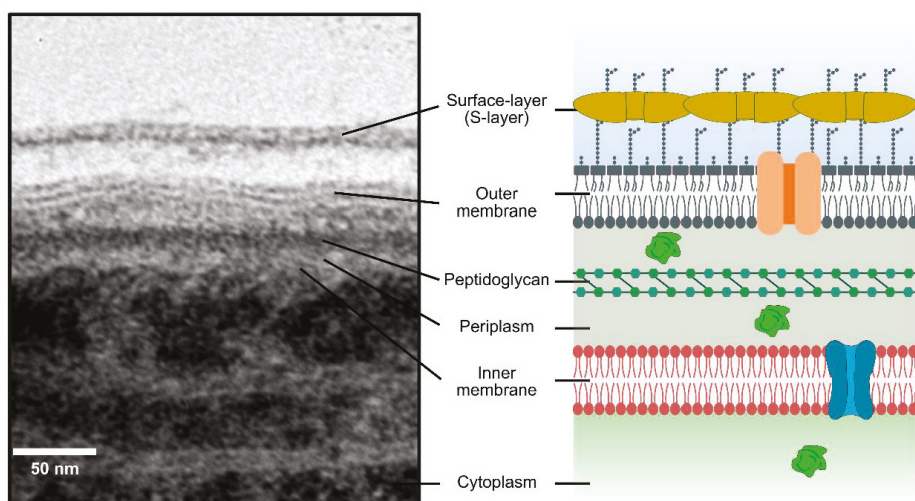 Surface-layer
(S-layer)
Outer
membrane
Peptidoglycan
Periplasm
Inner
membrane
50 nm
Cytoplasm